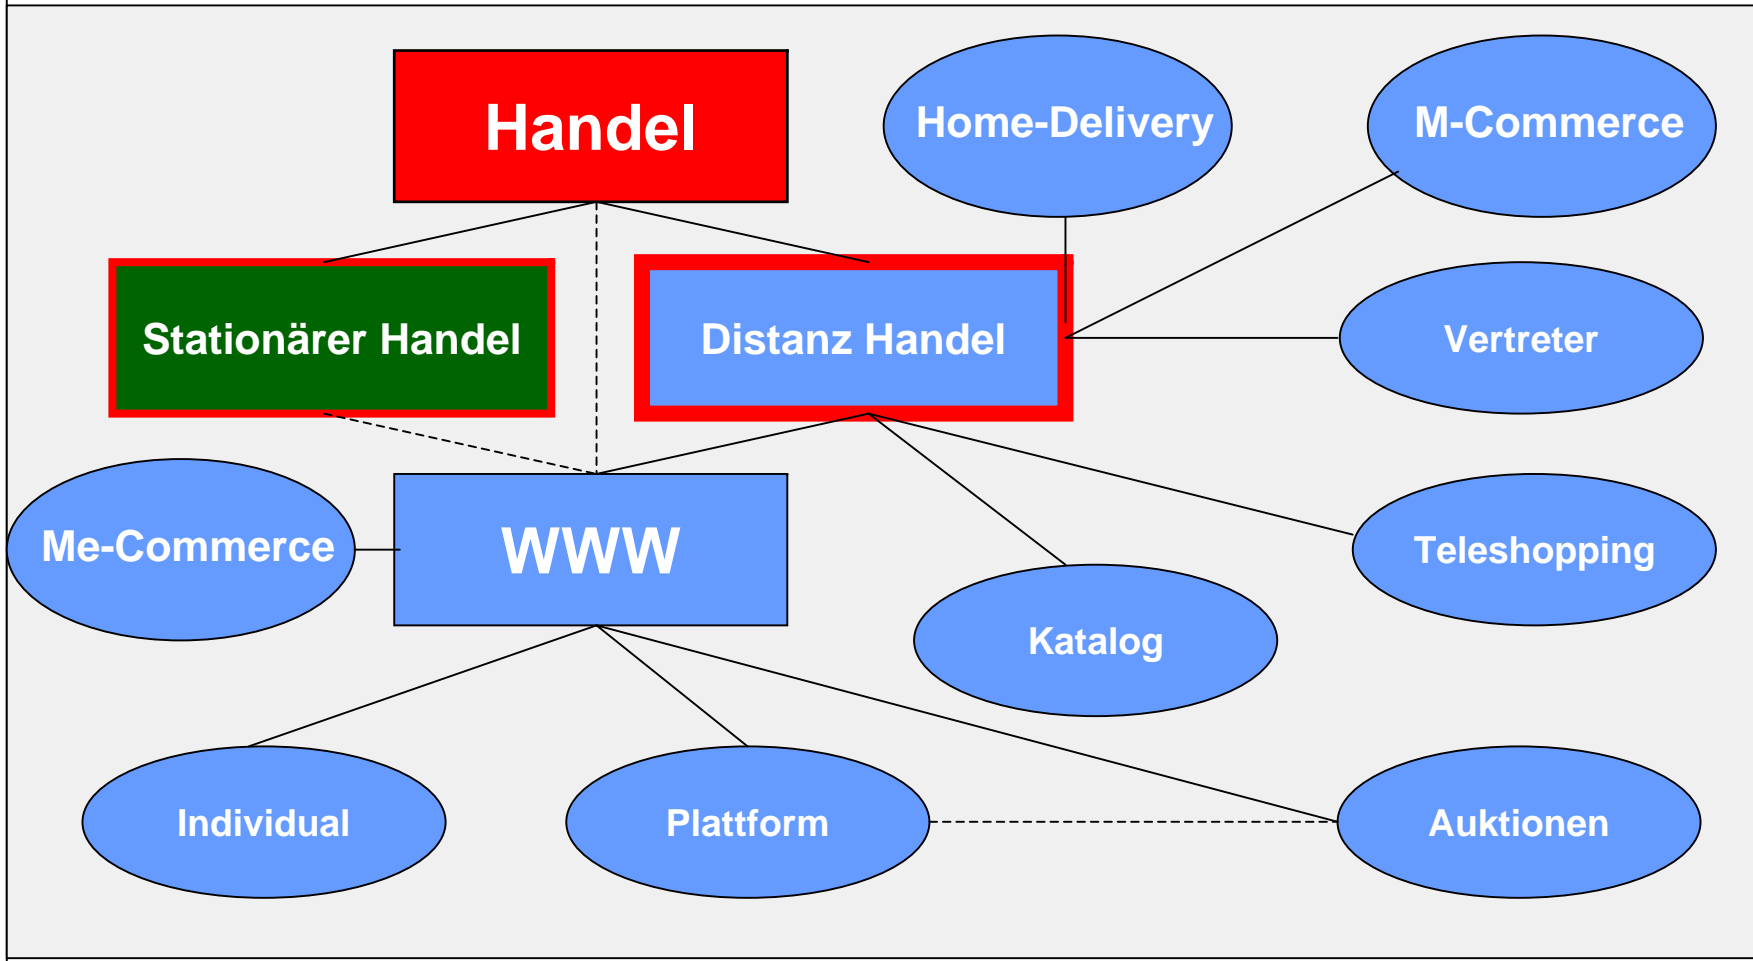 Handel
Home-Delivery
M-Commerce
Stationärer Handel
Distanz Handel
Vertreter
Me-Commerce
WWW
Teleshopping
Katalog
Individual
Plattform
Auktionen